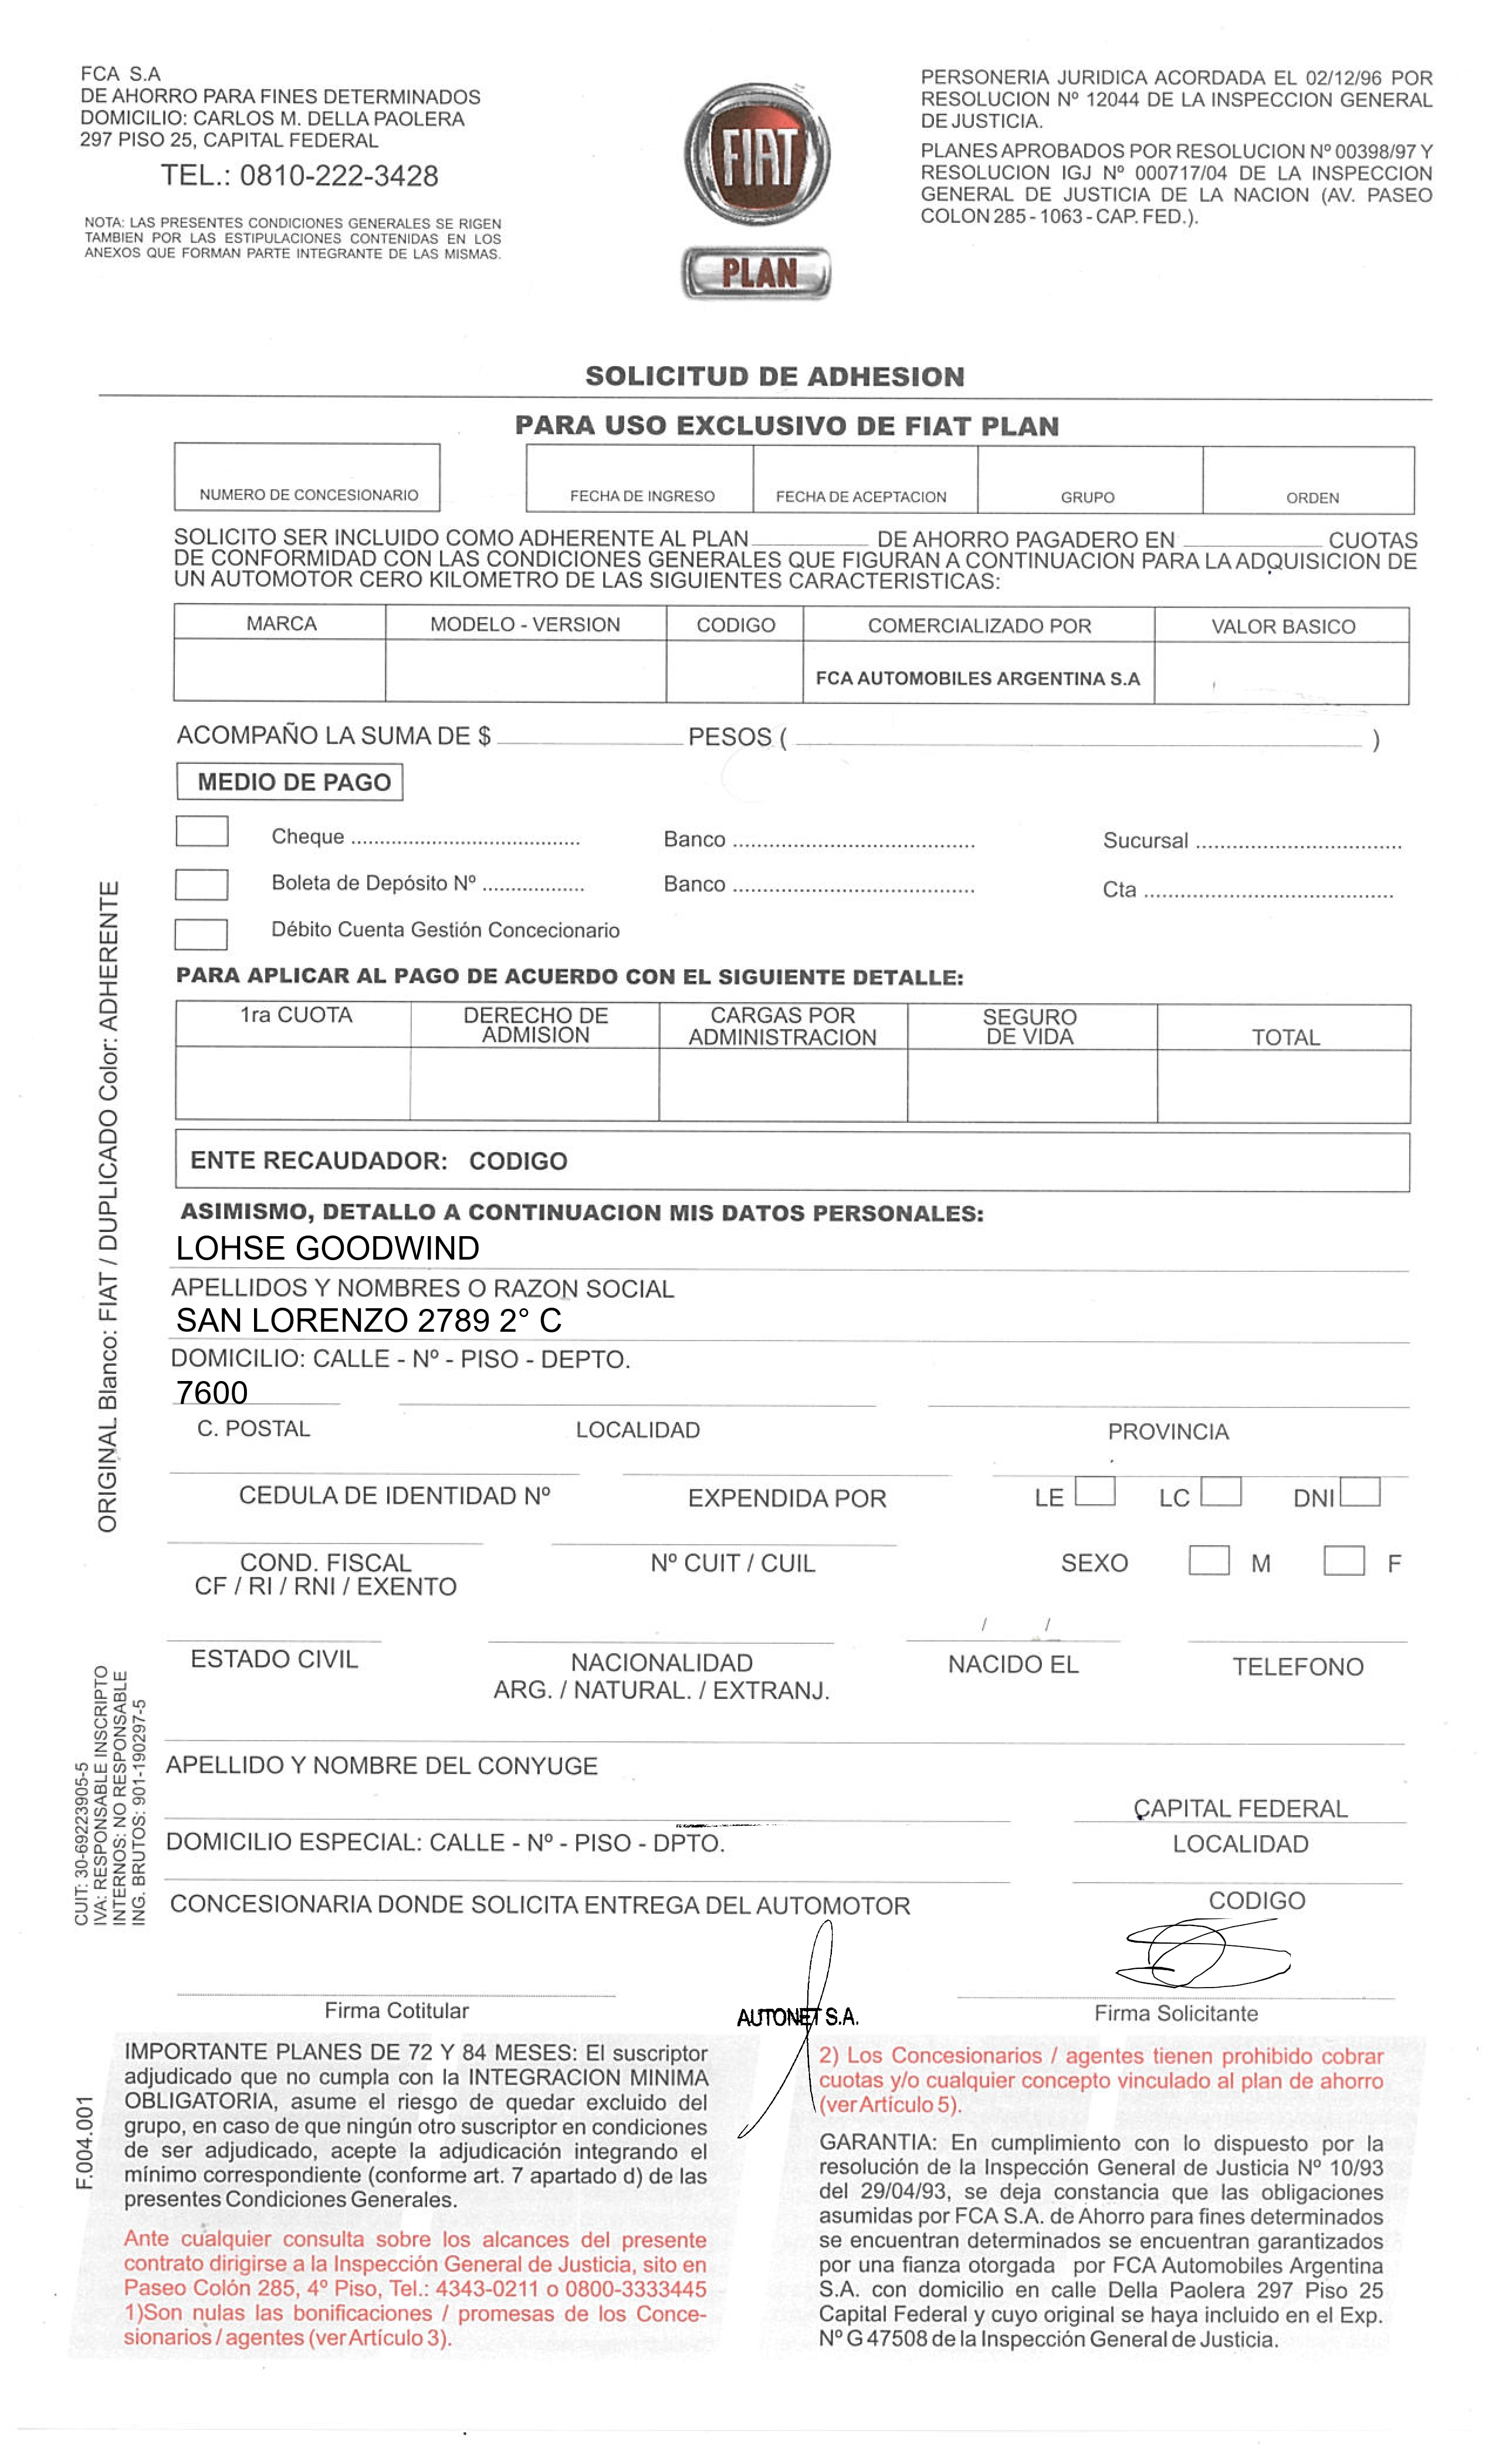 FCA S.A
DE AHORRO PARA FINES DETERMINADOS
DOMICILIO: CARLOS M. DELLA PAOLERA
297 PISO 25, CAPITAL FEDERAL
TEL.: 0810-222-3428
NOTA: LAS PRESENTES CONDICIONES GENERALES SE RIGEN
TAMBIEN POR LAS ESTIPULACIONES CONTENIDAS EN LOS
ANEXOS QUE FORMAN PARTE INTEGRANTE DE LAS MISMAS.
FIAT
PLAN
PERSONERIA JURIDICA ACORDADA EL 02/12/96 POR
RESOLUCION Nº 12044 DE LA INSPECCION GENERAL
DE JUSTICIA.
PLANES APROBADOS POR RESOLUCION Nº 00398/97 Y
RESOLUCION IGJ Nº 000717/04 DE LA INSPECCION
GENERAL DE JUSTICIA DE LA NACION (AV. PASEO
COLON 285 - 1063 - CAP. FED.).
SOLICITUD DE ADHESION
PARA USO EXCLUSIVO DE FIAT PLAN
NUMERO DE CONCESIONARIO FECHA DE INGRESO FECHA DE ACEPTACION GRUPO ORDEN
SOLICITO SER INCLUIDO COMO ADHERENTE AL PLAN DE AHORRO PAGADERO EN CUOTAS
DE CONFORMIDAD CON LAS CONDICIONES GENERALES QUE FIGURAN A CONTINUACION PARA LA ADQUISICION DE
UN AUTOMOTOR CERO KILOMETRO DE LAS SIGUIENTES CARACTERISTICAS:
MARCA MODELO - VERSION CODIGO COMERCIALIZADO POR VALOR BASICO
FCA AUTOMOBILES ARGENTINA S.A
ACOMPAÑO LA SUMA DE $ PESOS ( )
MEDIO DE PAGO
Cheque ...................................... Banco ........................................ Sucursal ..................................
Boleta de Depósito Nº ................. Banco ........................................ Cta .........................................
Débito Cuenta Gestión Concecionario
PARA APLICAR AL PAGO DE ACUERDO CON EL SIGUIENTE DETALLE:
1ra CUOTA DERECHO DE ADMISION CARGAS POR ADMINISTRACION SEGURO DE VIDA TOTAL
ENTE RECAUDADOR: CODIGO
ASIMISMO, DETALLO A CONTINUACION MIS DATOS PERSONALES:
LOHSE GOODWIND
APELLIDOS Y NOMBRES O RAZON SOCIAL
SAN LORENZO 2789 2° C
DOMICILIO: CALLE - Nº - PISO - DEPTO.
7600
C. POSTAL LOCALIDAD PROVINCIA
CEDULA DE IDENTIDAD Nº EXPENDIDA POR LE LC DNI
COND. FISCAL Nº CUIT / CUIL SEXO M F
CF / RI / RNI / EXENTO
/ /
ESTADO CIVIL NACIONALIDAD NACIDO EL TELEFONO
ARG. / NATURAL. / EXTRANJ.
APELLIDO Y NOMBRE DEL CONYUGE
CAPITAL FEDERAL
DOMICILIO ESPECIAL: CALLE - Nº - PISO - DPTO. LOCALIDAD
CONCESIONARIA DONDE SOLICITA ENTREGA DEL AUTOMOTOR CODIGO
Firma Cotitular AUTONET S.A. Firma Solicitante
IMPORTANTE PLANES DE 72 Y 84 MESES: El suscriptor
adjudicado que no cumpla con la INTEGRACION MINIMA
OBLIGATORIA, asume el riesgo de quedar excluido del
grupo, en caso de que ningún otro suscriptor en condiciones
de ser adjudicado, acepte la adjudicación integrando el
mínimo correspondiente (conforme art. 7 apartado d) de las
presentes Condiciones Generales.
Ante cualquier consulta sobre los alcances del presente
contrato dirigirse a la Inspección General de Justicia, sito en
Paseo Colón 285, 4º Piso, Tel.: 4343-0211 o 0800-3333445
1)Son nulas las bonificaciones / promesas de los Conce-
sionarios / agentes (ver Artículo 3).
2) Los Concesionarios / agentes tienen prohibido cobrar
cuotas y/o cualquier concepto vinculado al plan de ahorro
(ver Artículo 5).
GARANTIA: En cumplimiento con lo dispuesto por la
resolución de la Inspección General de Justicia Nº 10/93
del 29/04/93, se deja constancia que las obligaciones
asumidas por FCA S.A. de Ahorro para fines determinados
se encuentran determinados se encuentran garantizados
por una fianza otorgada por FCA Automobiles Argentina
S.A. con domicilio en calle Della Paolera 297 Piso 25
Capital Federal y cuyo original se haya incluido en el Exp.
Nº G 47508 de la Inspección General de Justicia.
ORIGINAL Blanco: FIAT / DUPLICADO Color: ADHERENTE
CUIT: 30-69223905-5
IVA: RESPONSABLE INSCRIPTO
INTERNOS: NO RESPONSABLE
ING. BRUTOS: 901-190297-5
F.004.001